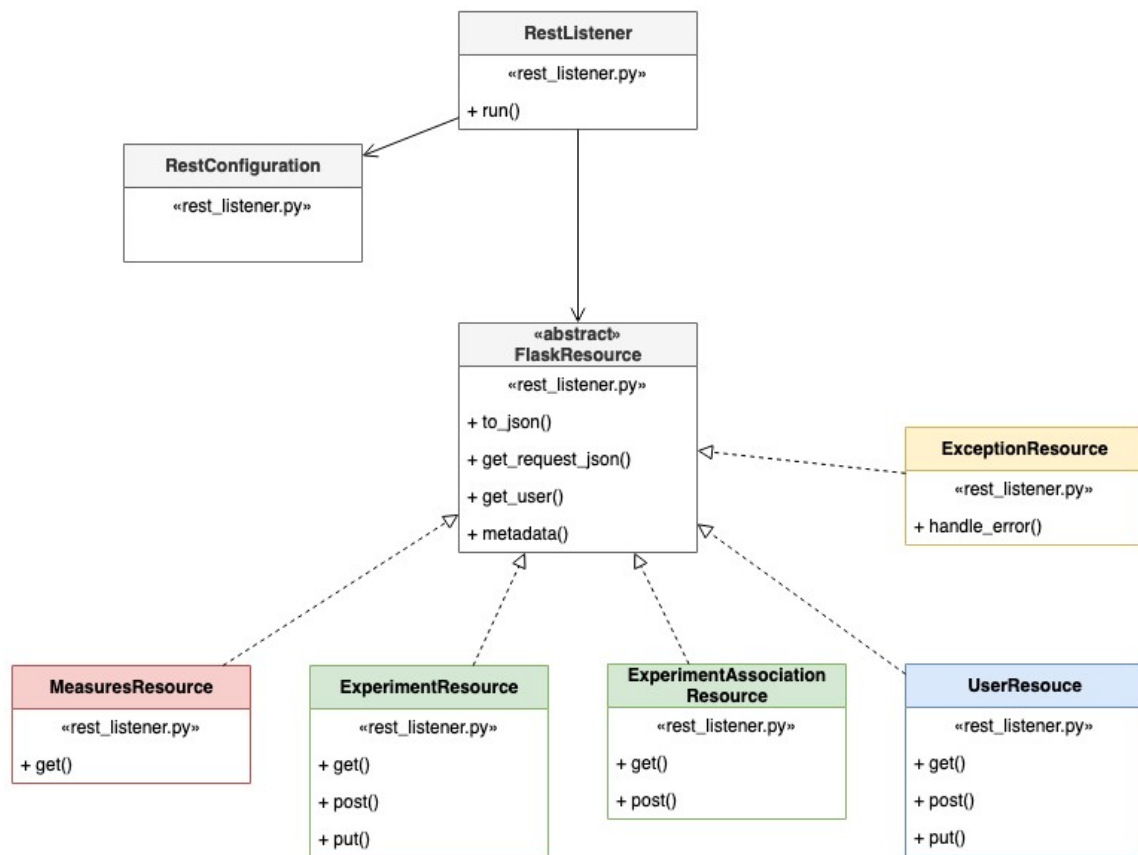 RestListener
«rest_listener.py»
+ run()
RestConfiguration
«rest_listener.py»
«abstract»
FlaskResource
«rest_listener.py»
+ to_json()
+ get_request_json()
+ get_user()
+ metadata()
ExceptionResource
«rest_listener.py»
+ handle_error()
MeasuresResource
«rest_listener.py»
+ get()
ExperimentResource
«rest_listener.py»
+ get()
+ post()
+ put()
ExperimentAssociation
Resource
«rest_listener.py»
+ get()
+ post()
UserResouce
«rest_listener.py»
+ get()
+ post()
+ put()